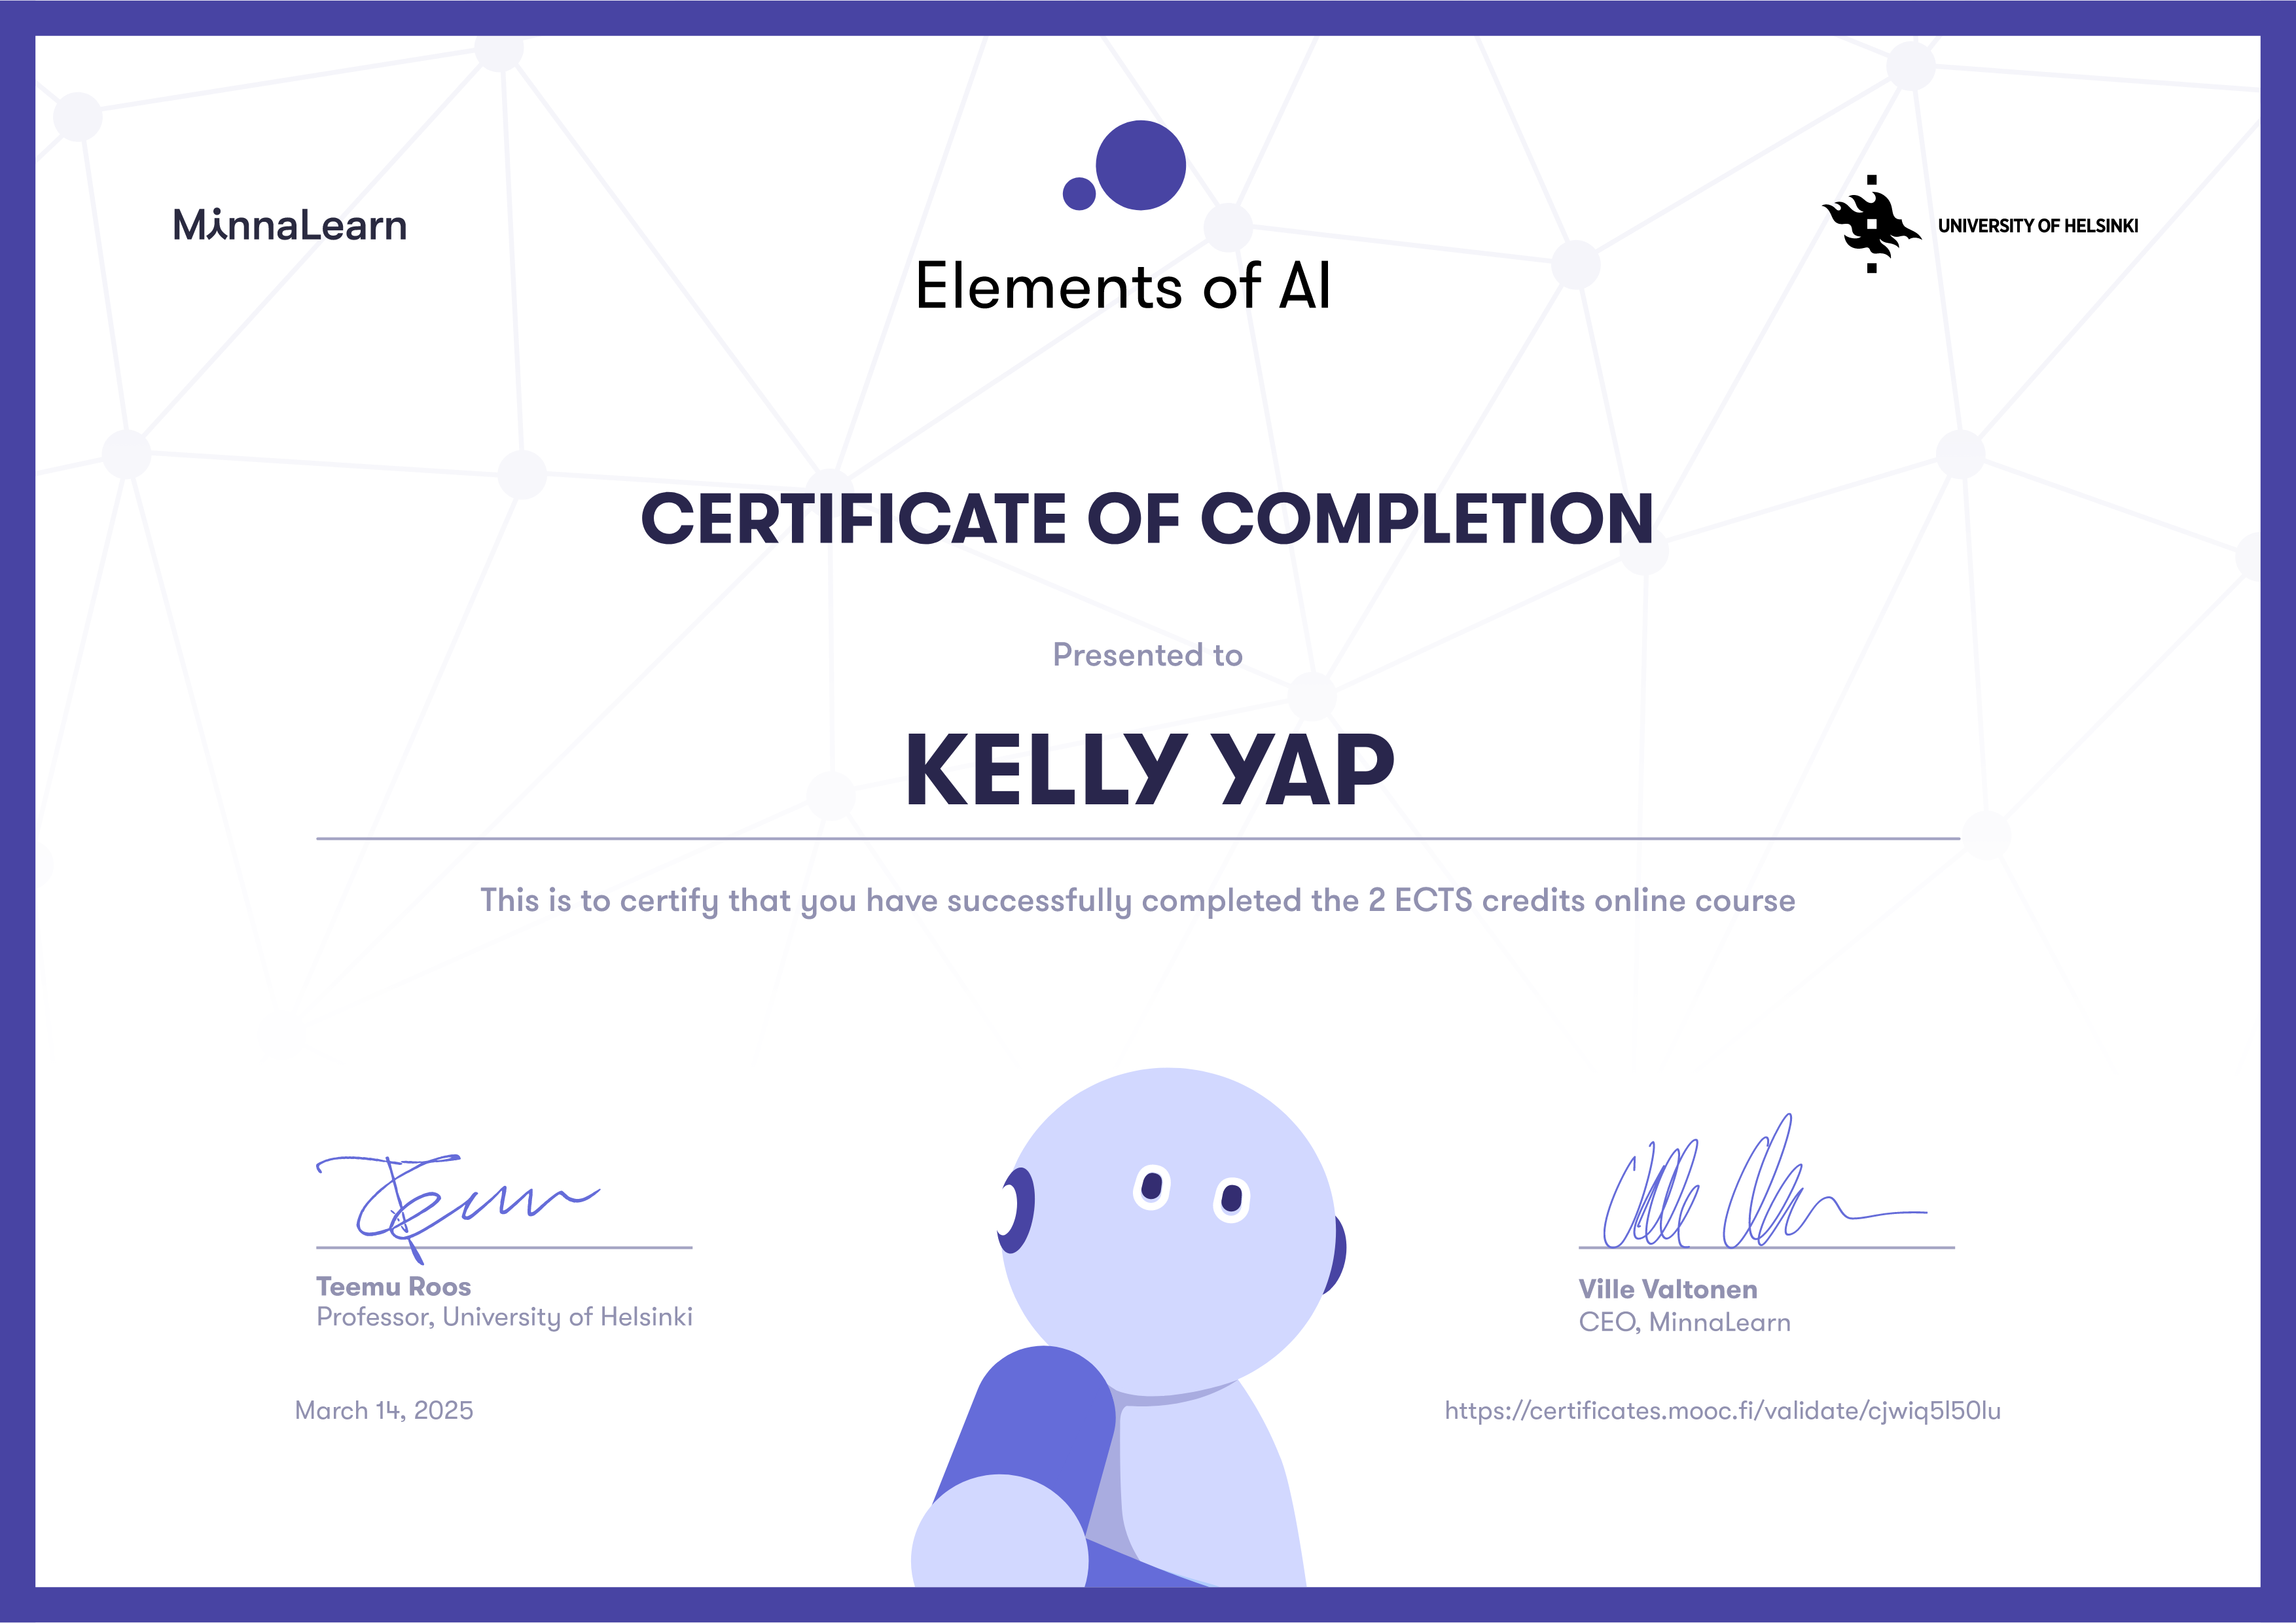 MinnaLearn
Elements of AI
UNIVERSITY OF HELSINKI
CERTIFICATE OF COMPLETION
Presented to
KELLY YAP
This is to certify that you have successfully completed the 2 ECTS credits online course
Teemu Roos
Professor, University of Helsinki
Ville Valtonen
CEO, MinnaLearn
March 14, 2025
https://certificates.mooc.fi/validate/cjwiq5l50lu